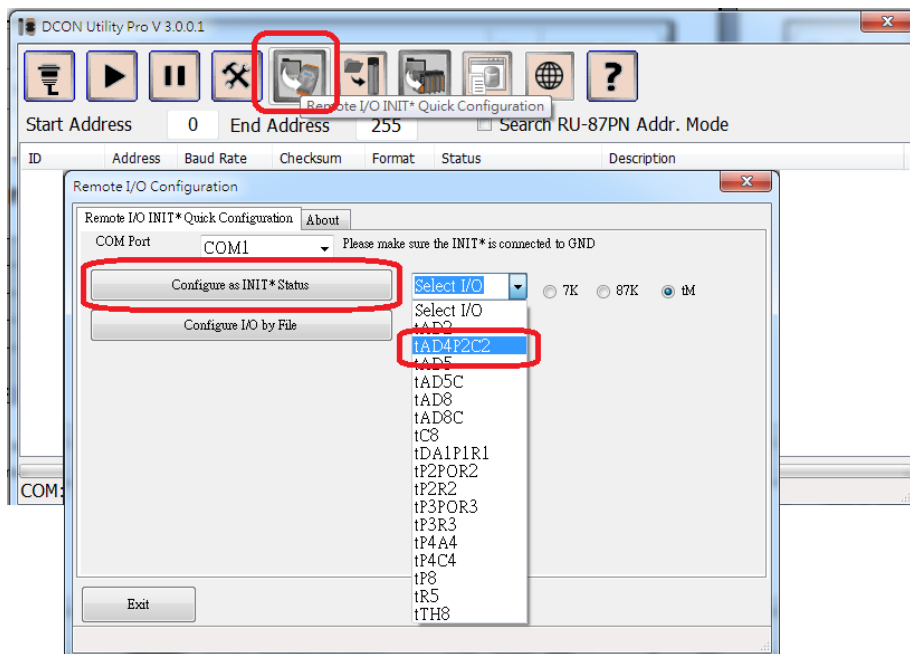 DCON Utility Pro V 3.0.0.1
Remote I/O INIT* Quick Configuration
Start Address 0 End Address 255 Search RU-87PN Addr. Mode
ID Address Baud Rate Checksum Format Status Description
Remote I/O Configuration
Remote I/O INIT* Quick Configuration About
COM Port COM1 Please make sure the INIT* is connected to GND
Configure as INIT* Status Select I/O 7K 87K tM
Select I/O
Configure I/O by File
tAD2
tAD4P2C2
tAD5
tAD5C
tAD8
tAD8C
tC8
tDA1P1R1
tP2POR2
tP2R2
tP3POR3
tP3R3
tP4A4
tP4C4
tP8
tR5
tTH8
COM:
Exit